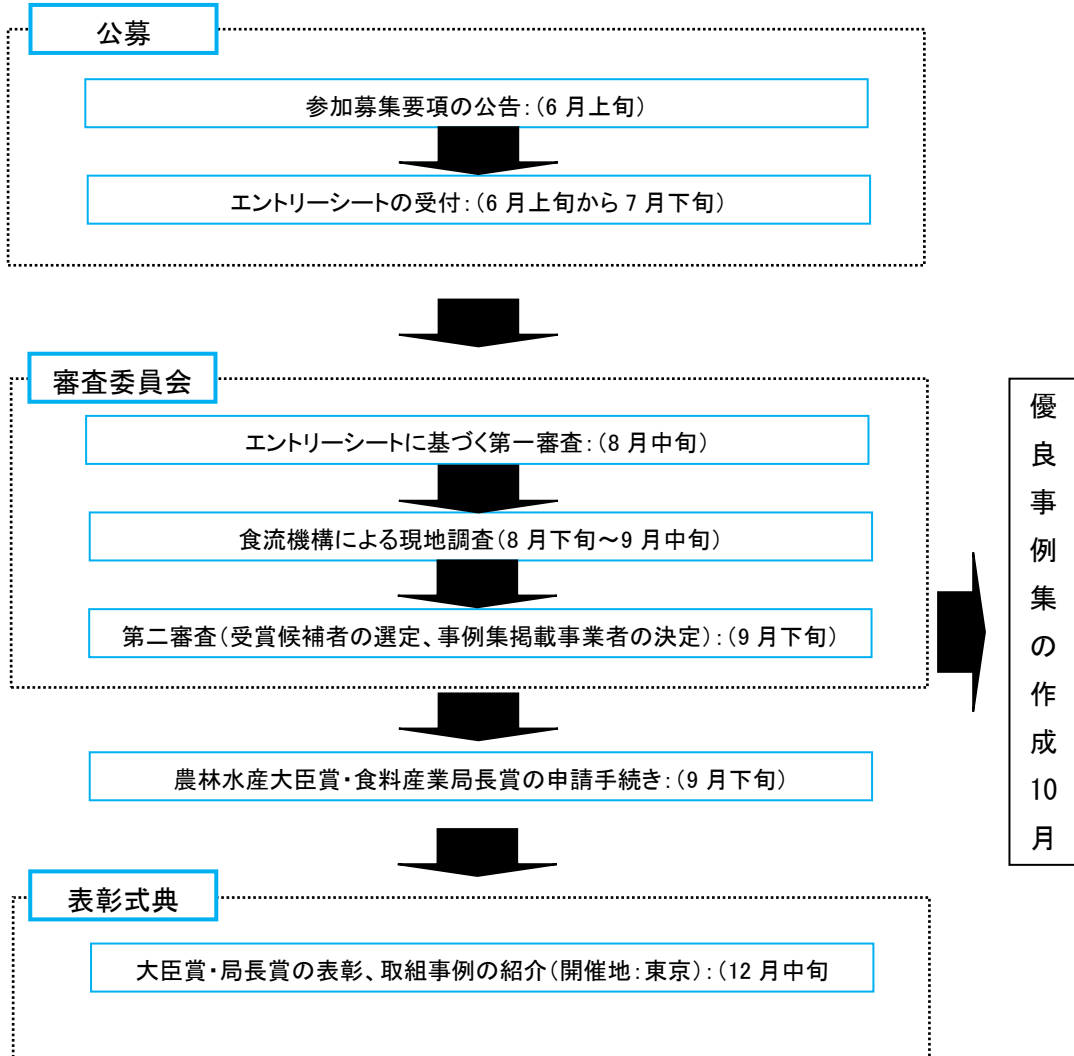 公募
参加募集要項の公告：（6月上旬）
エントリーシートの受付：（6月上旬から7月下旬）
審査委員会
エントリーシートに基づく第一審査：（8月中旬）
食流機構による現地調査（8月下旬～9月中旬）
第二審査（受賞候補者の選定、事例集掲載事業者の決定）：（9月下旬）
優良事例集の作成10月
農林水産大臣賞・食料産業局長賞の申請手続き：（9月下旬）
表彰式典
大臣賞・局長賞の表彰、取組事例の紹介（開催地：東京）：（12月中旬